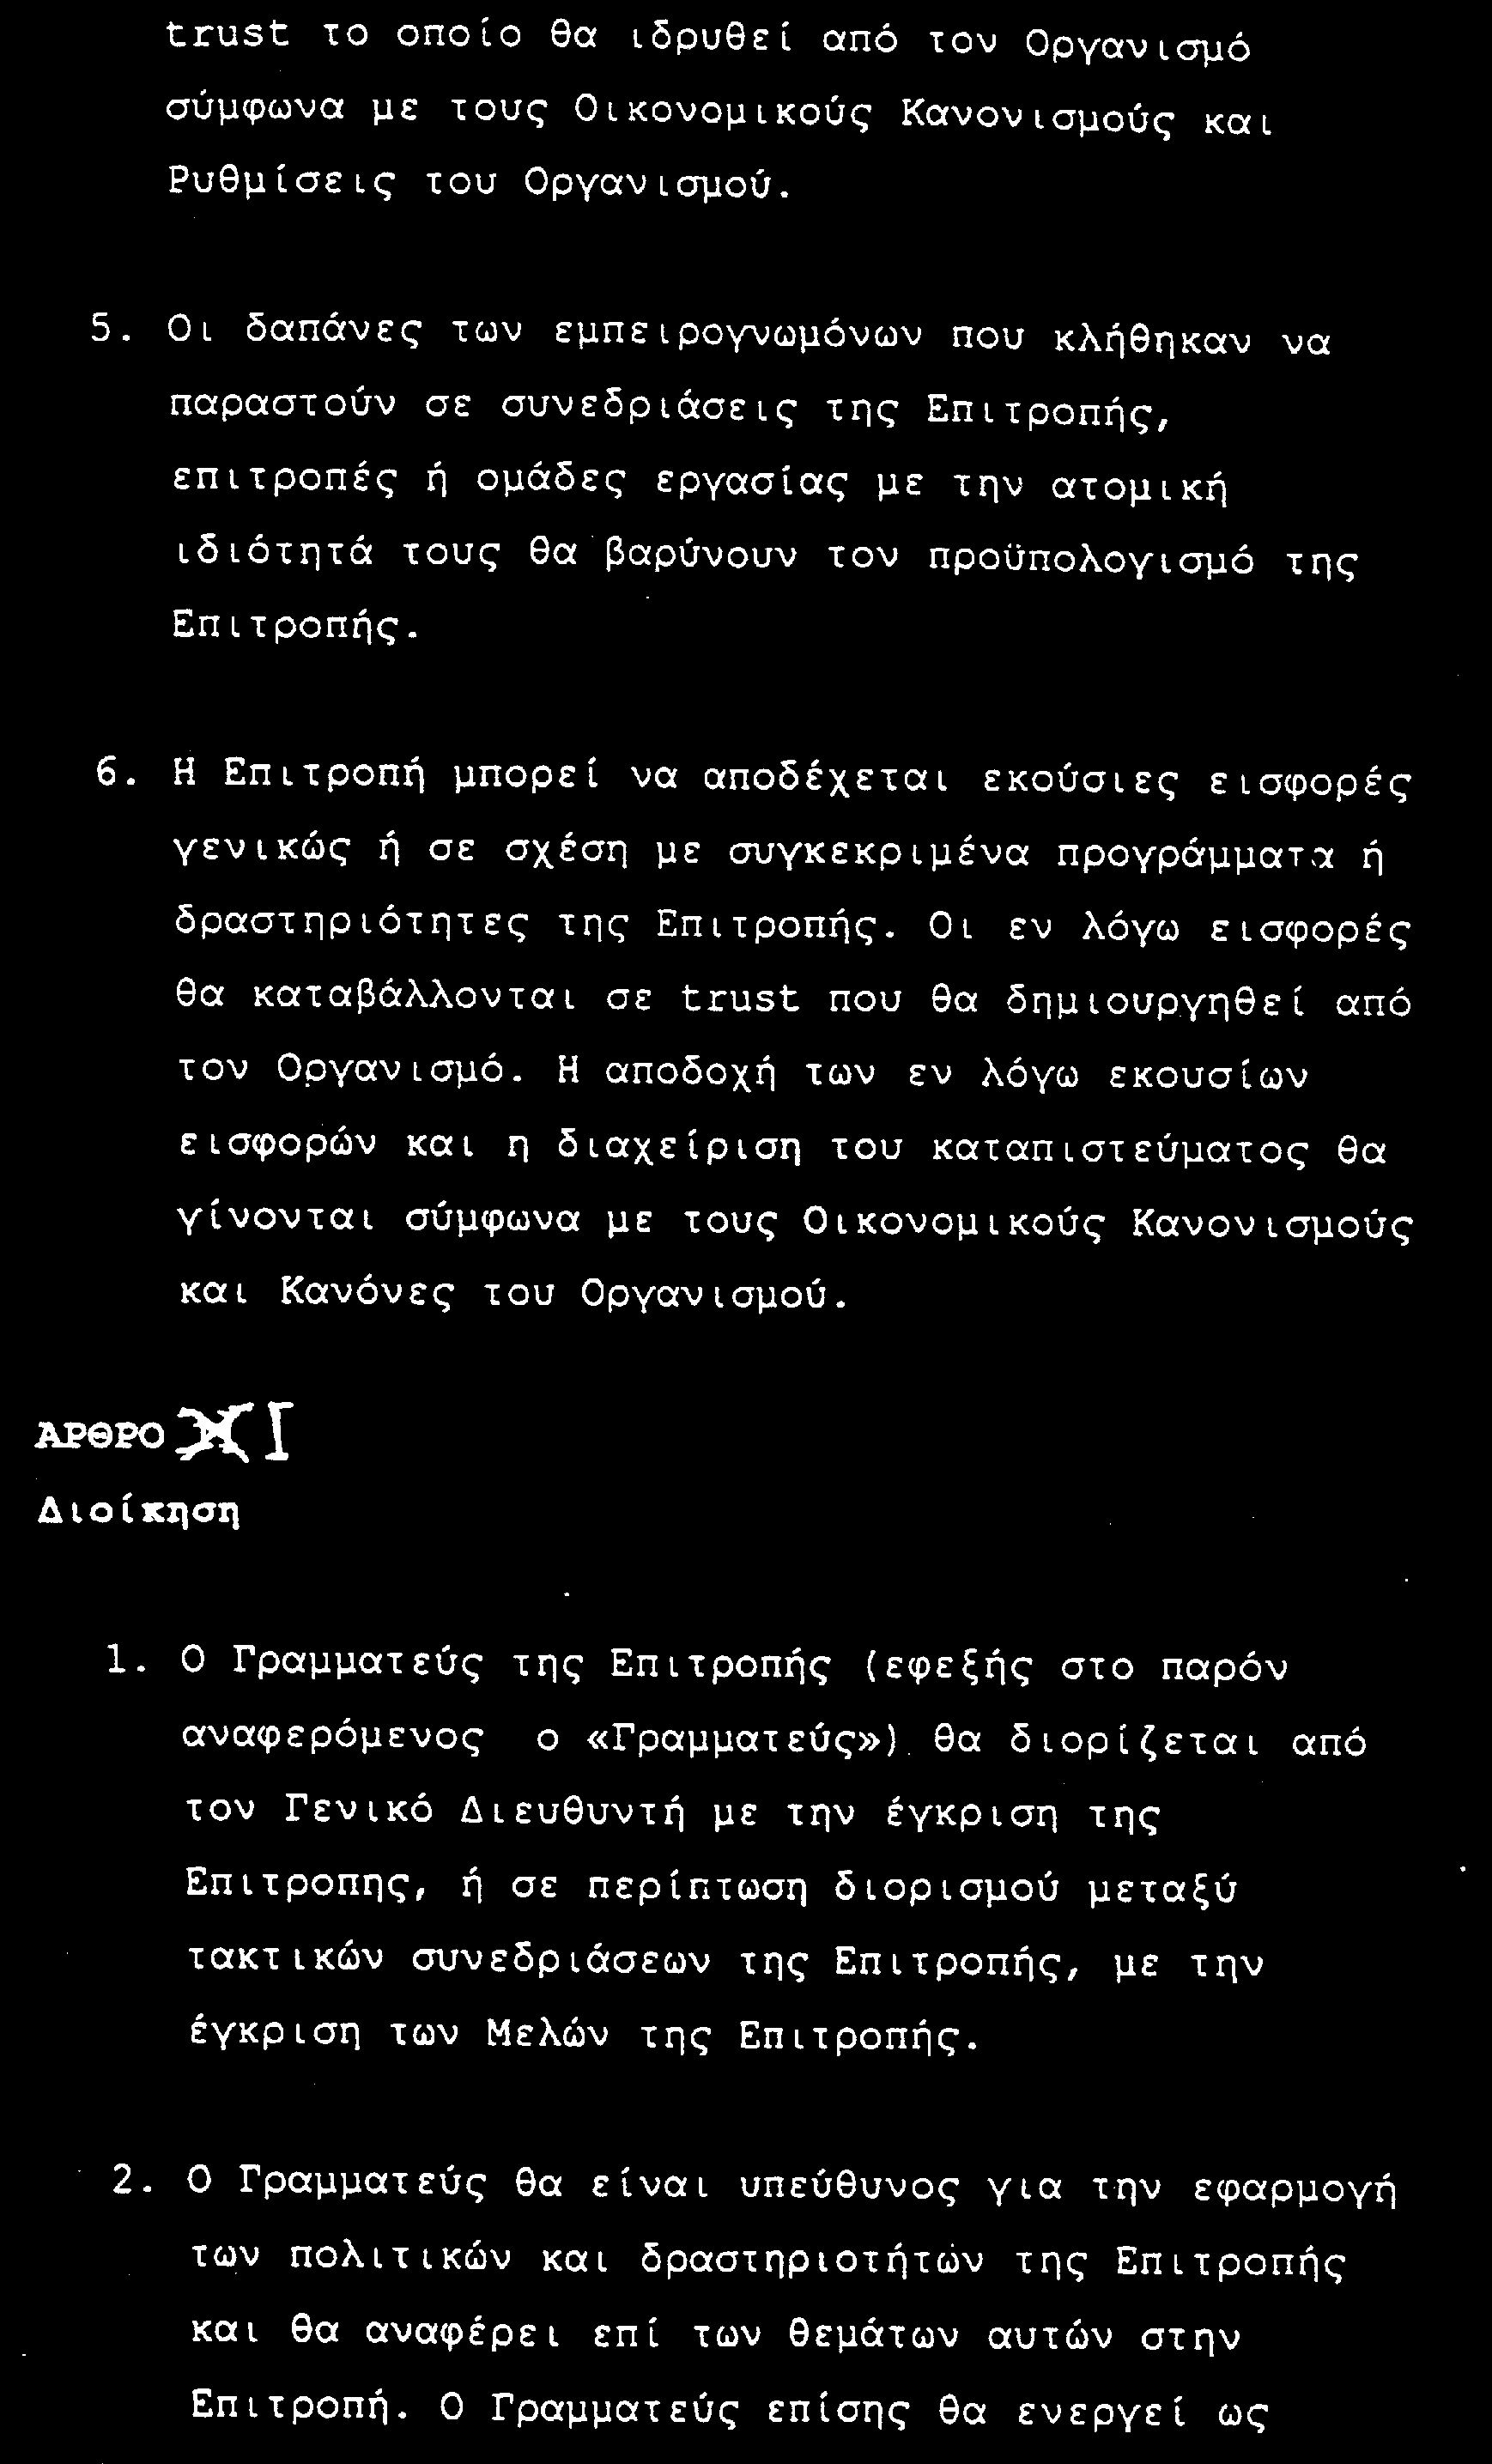 trust το οποίο θα ιδρυθεί από τον Οργανισμό
σύμφωνα με τους Οικονομικούς Κανονισμούς και
Ρυθμίσεις του Οργανισμού.
5. Οι δαπάνες των εμπειρογνωμόνων που κλήθηκαν να
παραστούν σε συνεδριάσεις της Επιτροπής,
επιτροπές ή ομάδες εργασίας με την ατομική
ιδιότητά τους θα βαρύνουν τον προϋπολογισμό της
Επιτροπής.
6. Η Επιτροπή μπορεί να αποδέχεται εκούσιες εισφορές
γενικώς ή σε σχέση με συγκεκριμένα προγράμματα ή
δραστηριότητες της Επιτροπής. Οι εν λόγω εισφορές
θα καταβάλλονται σε trust που θα δημιουργηθεί από
τον Οργανισμό. Η αποδοχή των εν λόγω εκουσίων
εισφορών και η διαχείριση του καταπιστεύματος θα
γίνονται σύμφωνα με τους Οικονομικούς Κανονισμούς
και Κανόνες του Οργανισμού.
ΑΡΘΡΟ XI
Διοίκηση
1. Ο Γραμματεύς της Επιτροπής (εφεξής στο παρόν
αναφερόμενος ο «Γραμματεύς») θα διορίζεται από
τον Γενικό Διευθυντή με την έγκριση της
Επιτροπης, ή σε περίπτωση διορισμού μεταξύ
τακτικών συνεδριάσεων της Επιτροπής, με την
έγκριση των Μελών της Επιτροπής.
2. Ο Γραμματεύς θα είναι υπεύθυνος για την εφαρμογή
των πολιτικών και δραστηριοτήτών της Επιτροπής
και θα αναφέρει επί των θεμάτων αυτών στην
Επιτροπή. Ο Γραμματεύς επίσης θα ενεργεί ως